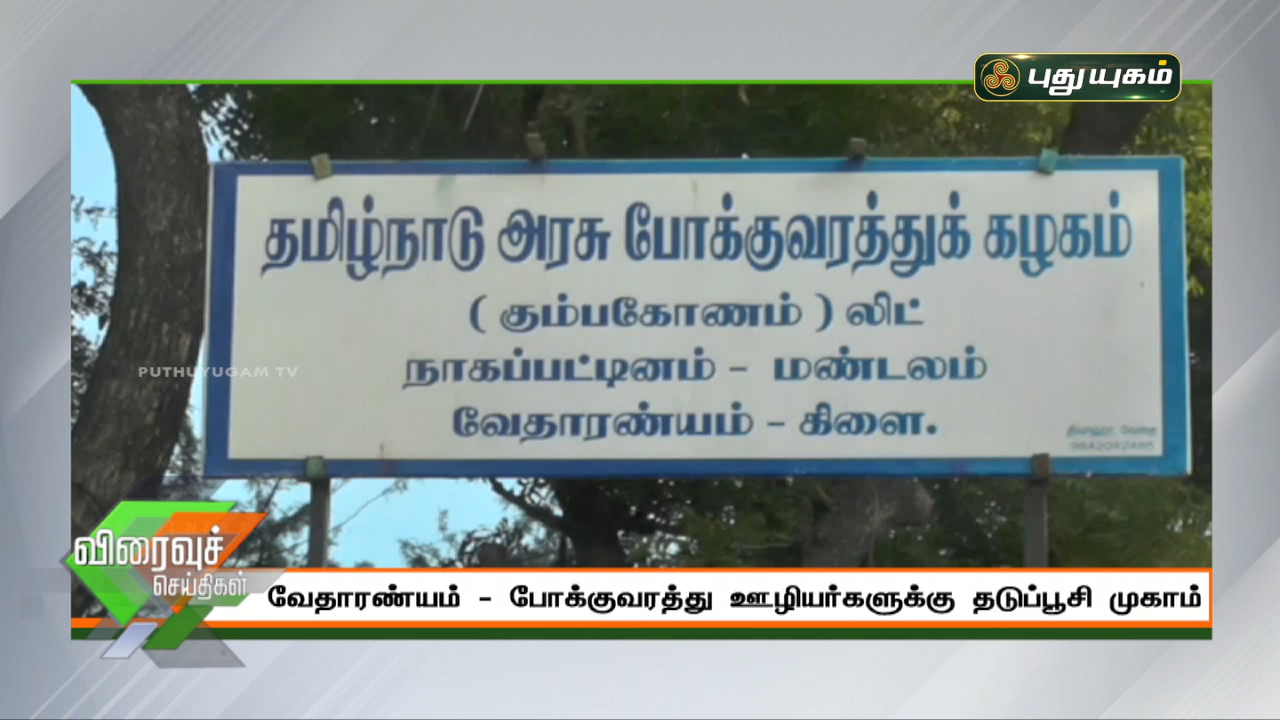 புதுயுகம்
தமிழ்நாடு அரசு போக்குவரத்துக் கழகம்
( கும்பகோணம் ) லிட்
நாகப்பட்டினம் - மண்டலம்
வேதாரண்யம் - கிளை.
9842042465
PUTHUYUGAM TV
விரைவுச்
செய்திகள்
வேதாரண்யம் - போக்குவரத்து ஊழியர்களுக்கு தடுப்பூசி முகாம்